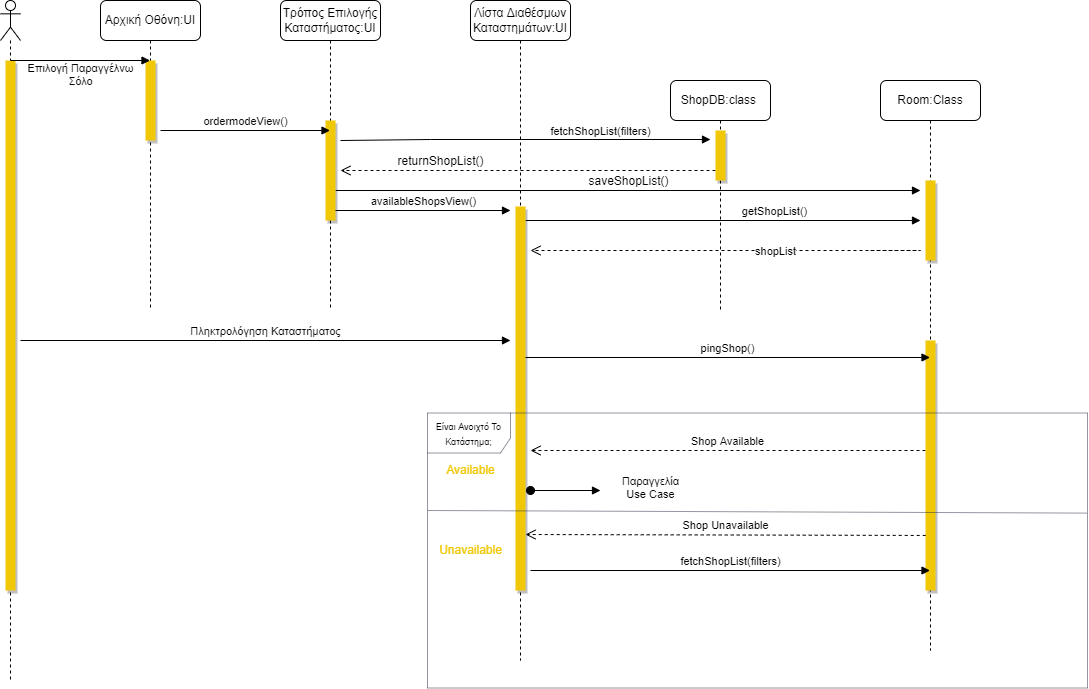 Αρχική Οθόνη:UI
Τρόπος Επιλογής
Καταστήματος:UI
Λίστα Διαθέσμων
Καταστημάτων:UI
Επιλογή Παραγγέλνω
Σόλο
ShopDB:class
Room:Class
ordermodeView()
fetchShopList(filters)
returnShopList()
saveShopList()
availableShopsView()
getShopList()
shopList
Πληκτρολόγηση Καταστήματος
pingShop()
Είναι Ανοιχτό Το
Κατάστημα;
Shop Available
Available
Παραγγελία
Use Case
Shop Unavailable
Unavailable
fetchShopList(filters)